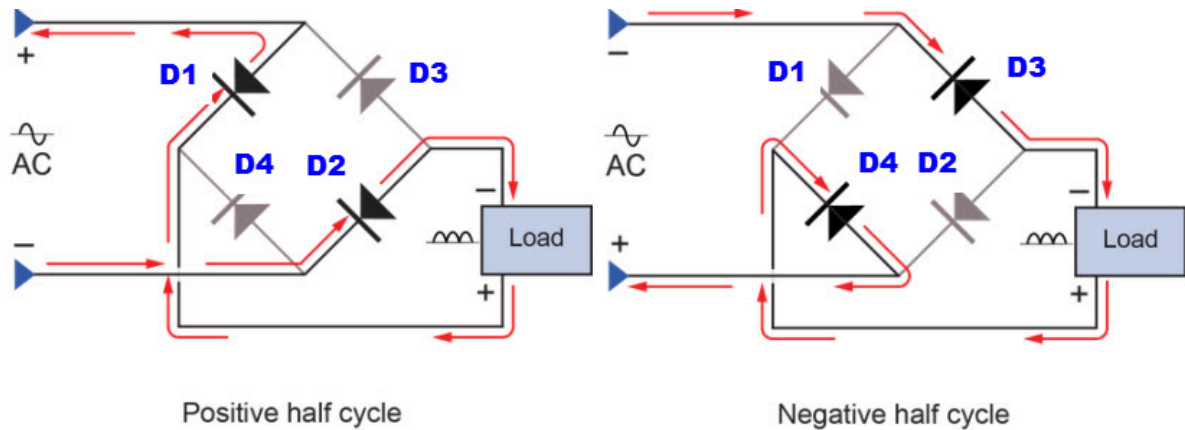 +
D1
D3
AC
D4
D2
−
Load
−
+
Positive half cycle
−
D1
D3
AC
D4
D2
−
Load
+
+
Negative half cycle